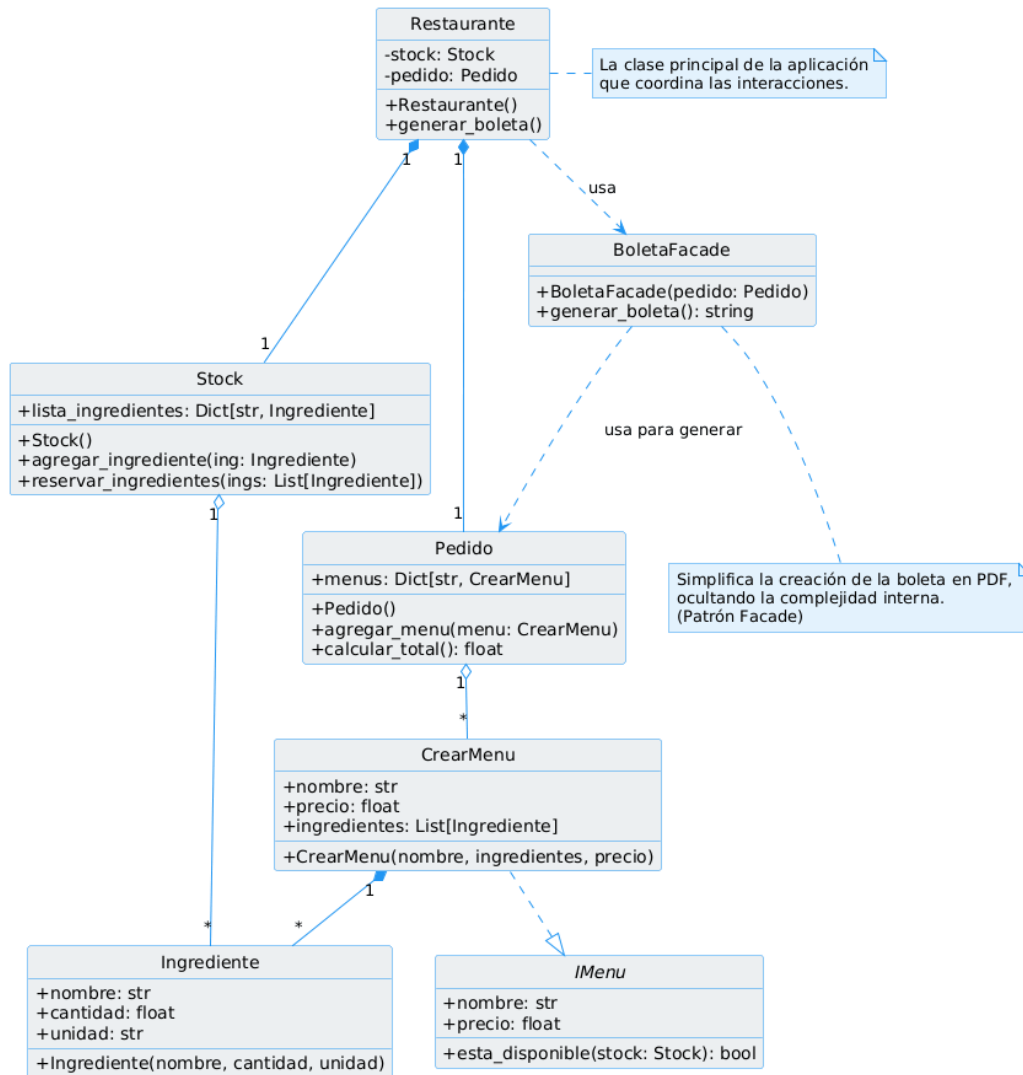 Restaurante
-stock: Stock
-pedido: Pedido
+Restaurante()
+generar_boleta()
La clase principal de la aplicación
que coordina las interacciones.
1
1
usa
BoletaFacade
+BoletaFacade(pedido: Pedido)
+generar_boleta(): string
1
Stock
+lista_ingredientes: Dict[str, Ingrediente]
+Stock()
+agregar_ingrediente(ing: Ingrediente)
+reservar_ingredientes(ings: List[Ingrediente])
usa para generar
1
1
Pedido
+menus: Dict[str, CrearMenu]
+Pedido()
+agregar_menu(menu: CrearMenu)
+calcular_total(): float
Simplifica la creación de la boleta en PDF,
ocultando la complejidad interna.
(Patrón Facade)
1
*
CrearMenu
+nombre: str
+precio: float
+ingredientes: List[Ingrediente]
+CrearMenu(nombre, ingredientes, precio)
1
*
*
Ingrediente
+nombre: str
+cantidad: float
+unidad: str
+Ingrediente(nombre, cantidad, unidad)
IMenu
+nombre: str
+precio: float
+esta_disponible(stock: Stock): bool